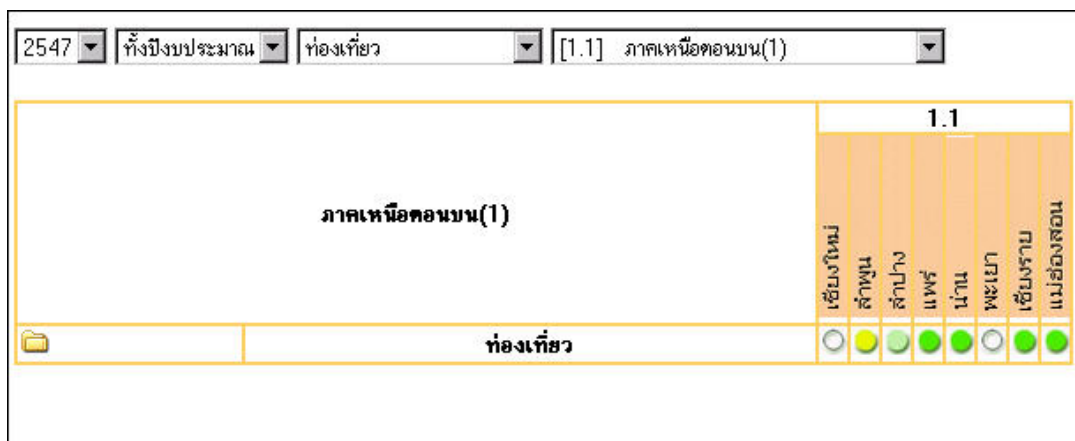 2547 ทั้งปีงบประมาณ ท่องเที่ยว [1.1] ภาคเหนือตอนบน(1)
1.1
ภาคเหนือตอนบน(1)
เชียงใหม่
ลำพูน
ลำปาง
แพร่
น่าน
พะเยา
เชียงราย
แม่ฮ่องสอน
ท่องเที่ยว